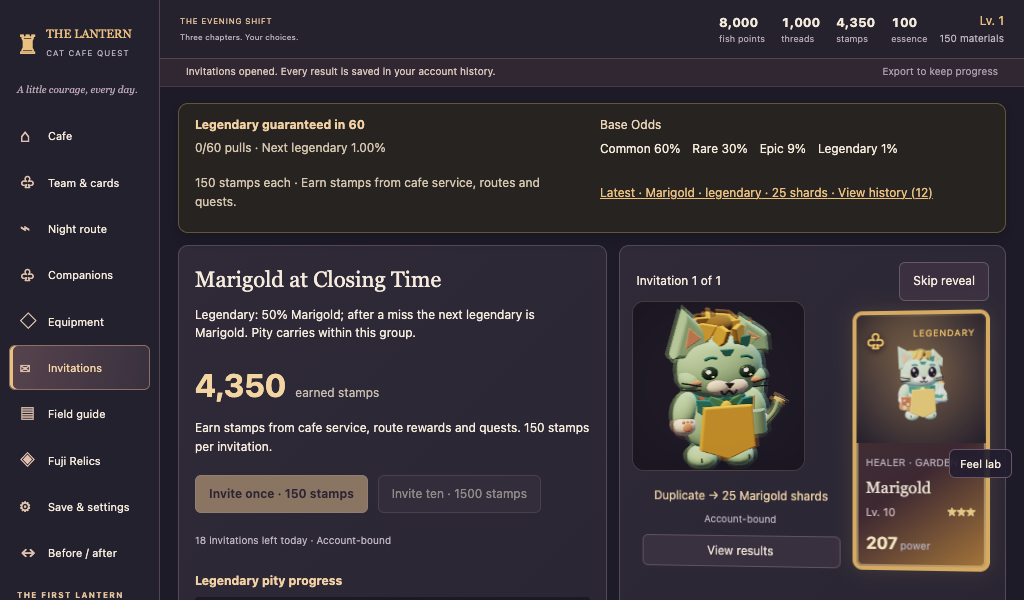 THE LANTERN
CAT CAFE QUEST
A little courage, every day.
Cafe
Team & cards
Night route
Companions
Equipment
Invitations
Field guide
Fuji Relics
Save & settings
Before / after
THE FIRST LANTERN
THE EVENING SHIFT
Three chapters. Your choices.
8,000
fish points
1,000
threads
4,350
stamps
100
essence
Lv. 1
150 materials
Invitations opened. Every result is saved in your account history.
Export to keep progress
Legendary guaranteed in 60
0/60 pulls · Next legendary 1.00%
150 stamps each · Earn stamps from cafe service, routes and
quests.
Base Odds
Common 60% Rare 30% Epic 9% Legendary 1%
Latest · Marigold · legendary · 25 shards · View history (12)
Marigold at Closing Time
Legendary: 50% Marigold; after a miss the next legendary is
Marigold. Pity carries within this group.
4,350 earned stamps
Earn stamps from cafe service, route rewards and quests. 150 stamps
per invitation.
Invite once · 150 stamps
Invite ten · 1500 stamps
18 invitations left today · Account-bound
Legendary pity progress
Invitation 1 of 1
Skip reveal
Duplicate → 25 Marigold shards
Account-bound
View results
LEGENDARY
HEALER · GARDE
Feel lab
Marigold
Lv. 10
★★★
207 power